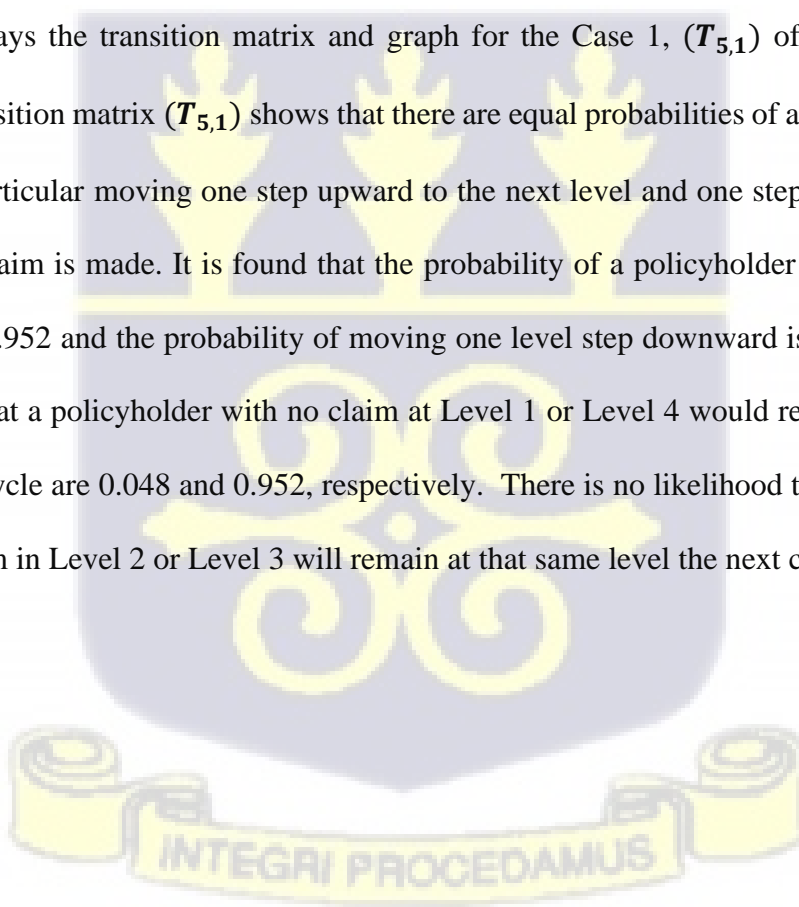 ays the transition matrix and graph for the Case 1, (T5,1) of
sition matrix (T5,1) shows that there are equal probabilities of a
rticular moving one step upward to the next level and one step
aim is made. It is found that the probability of a policyholder
.952 and the probability of moving one level step downward is
at a policyholder with no claim at Level 1 or Level 4 would re
ycle are 0.048 and 0.952, respectively. There is no likelihood t
n in Level 2 or Level 3 will remain at that same level the next c
INTEGRI PROCEDAMUS